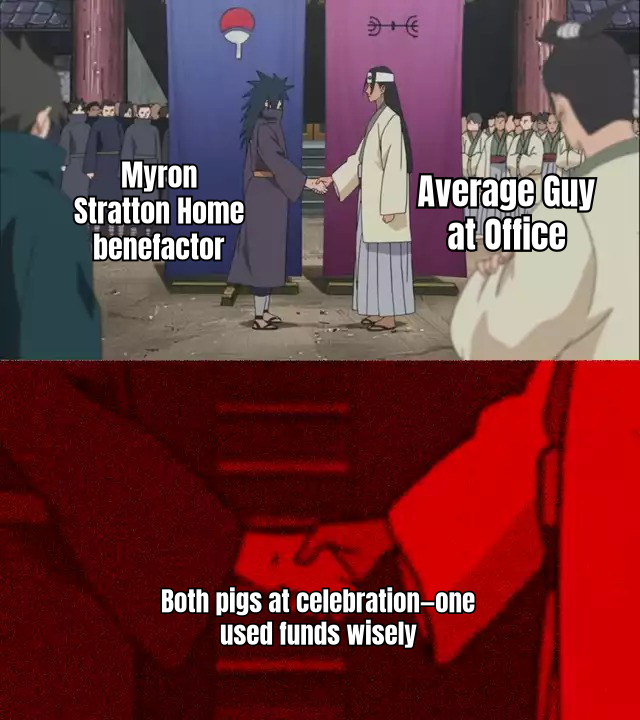 Myron
Stratton Home
benefactor
Average Guy
at Office
Both pigs at celebration—one
used funds wisely